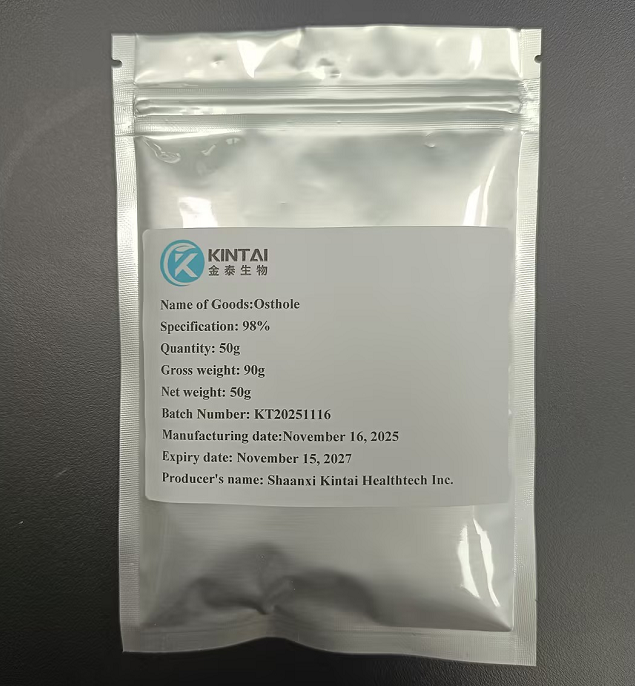 KINTAI
金泰生物
Name of Goods:Osthole
Specification: 98%
Quantity: 50g
Gross weight: 90g
Net weight: 50g
Batch Number: KT20251116
Manufacturing date:November 16, 2025
Expiry date: November 15, 2027
Producer's name: Shaanxi Kintai Healthtech Inc.